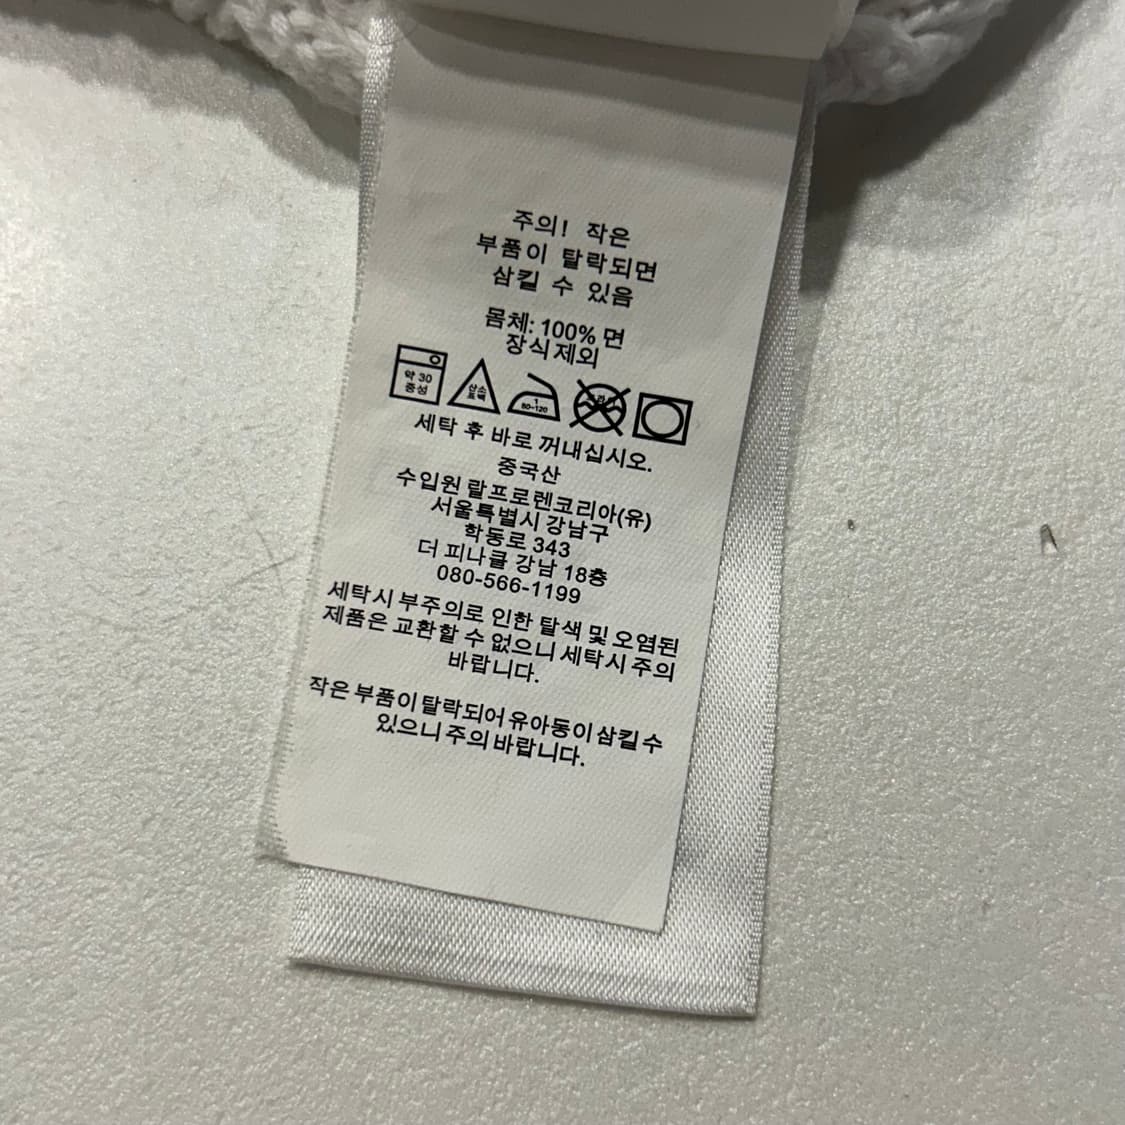 주의! 작은
부품이 탈락되면
삼킬 수 있음
몸체: 100% 면
장식제외
약 30
중성
산소
표백
1
80~120
세탁 후 바로 꺼내십시오.
중국산
수입원 랄프로렌코리아(유)
서울특별시 강남구
학동로 343
더 피나클 강남 18층
080-566-1199
세탁시 부주의로 인한 탈색 및 오염된
제품은 교환할 수 없으니 세탁시 주의
바랍니다.
작은 부품이 탈락되어 유아동이 삼킬 수
있으니 주의 바랍니다.